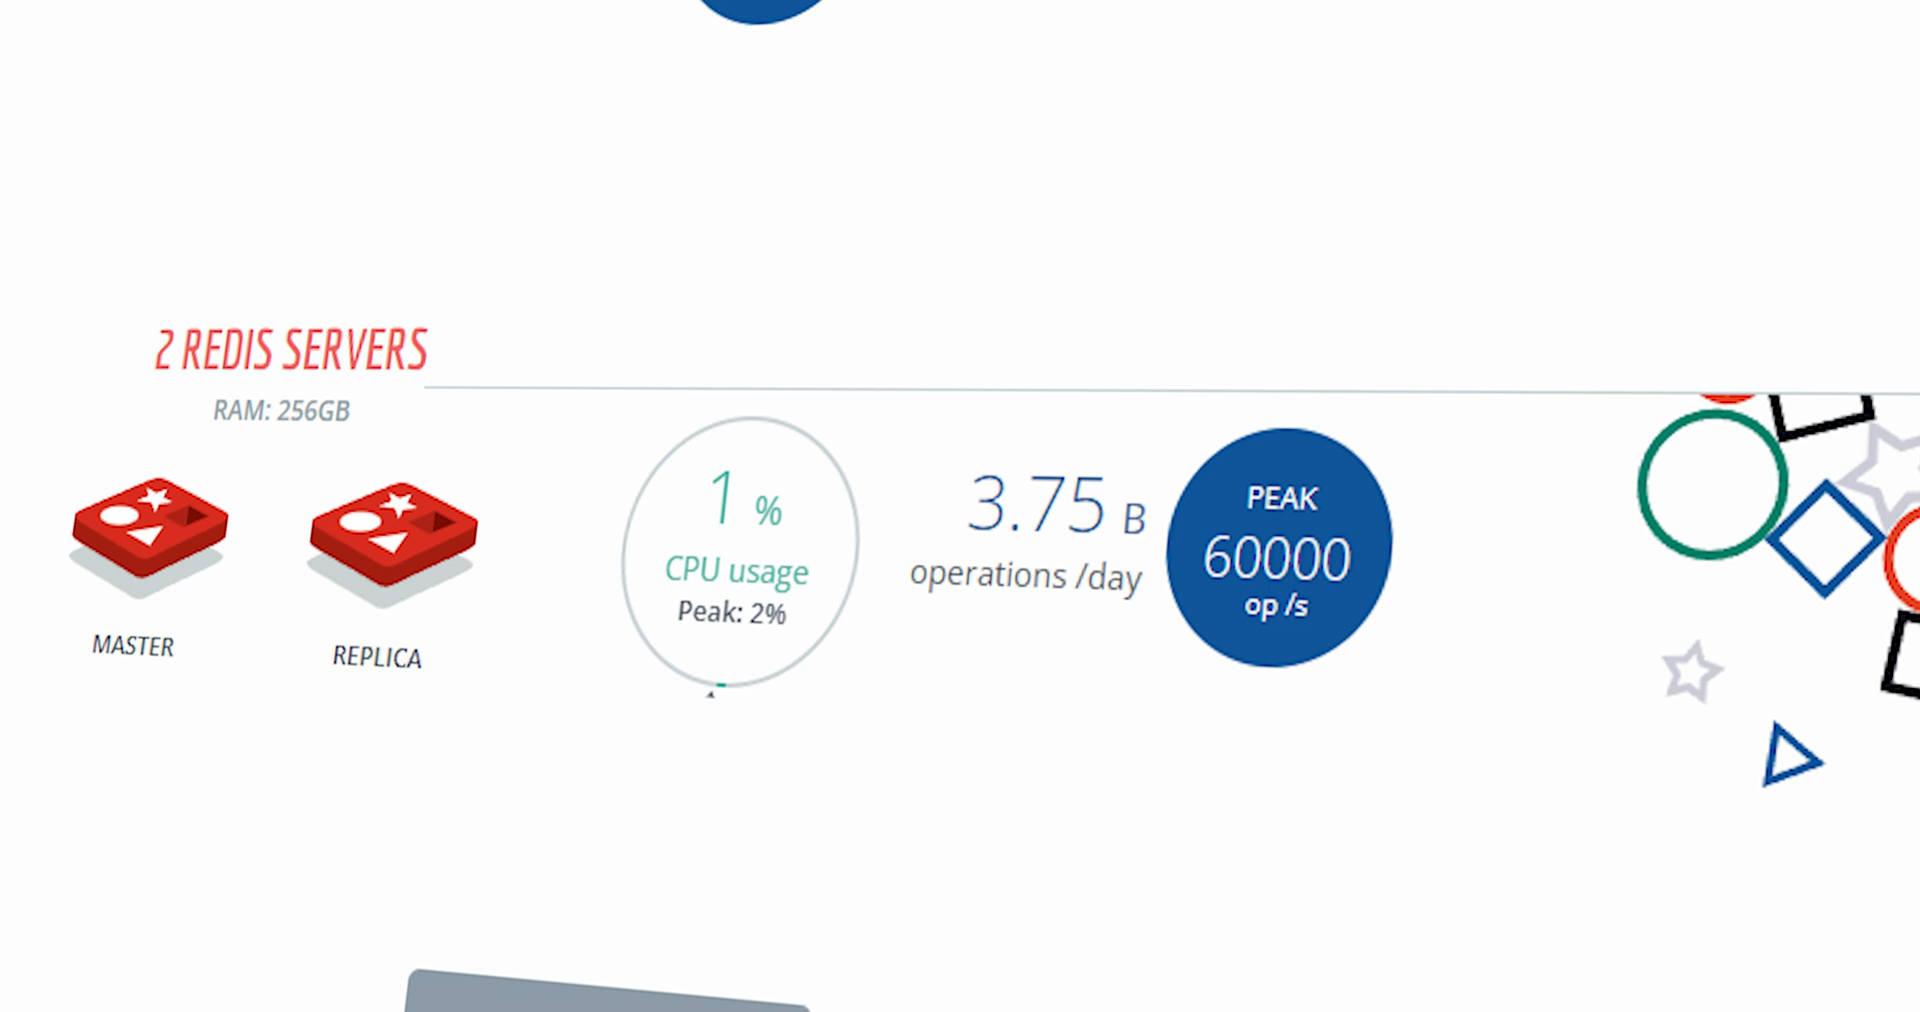 2 REDIS SERVERS
RAM: 256GB
MASTER
REPLICA
1 %
CPU usage
Peak: 2%
3.75 B
operations /day
PEAK
60000
op /s